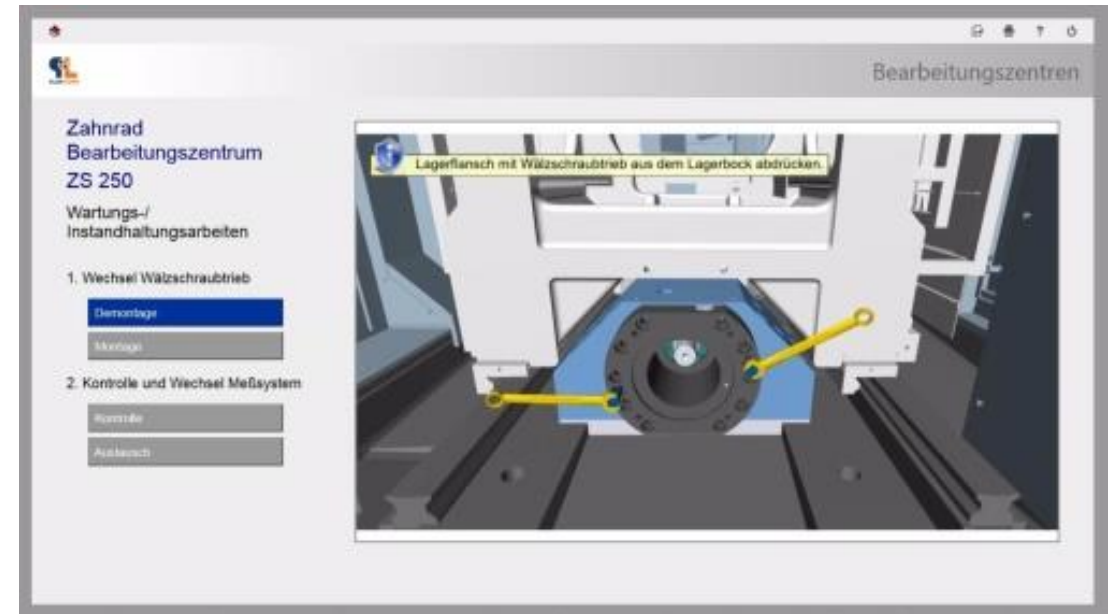 Bearbeitungszentren
Zahnrad
Bearbeitungszentrum
ZS 250
Wartungs-/
Instandhaltungsarbeiten
1. Wechsel Wälzschraubtrieb
Demontage
Montage
2. Kontrolle und Wechsel Meßsystem
Kontrolle
Austausch
Lagerflansch mit Wälzschraubtrieb aus dem Lagerbock abdrücken.